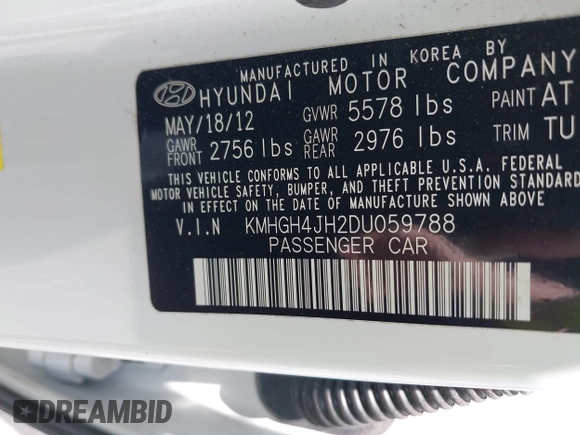 MANUFACTURED IN KOREA BY
HYUNDAI MOTOR COMPANY
MAY/18/12 GVWR 5578 lbs PAINT AT
GAWR FRONT 2756 lbs GAWR REAR 2976 lbs TRIM TU
THIS VEHICLE CONFORMS TO ALL APPLICABLE U.S.A. FEDERAL
MOTOR VEHICLE SAFETY, BUMPER, AND THEFT PREVENTION STANDARD
IN EFFECT ON THE DATE OF MANUFACTURE SHOWN ABOVE
V.I.N KMHGH4JH2DU059788
PASSENGER CAR
DREAMBID